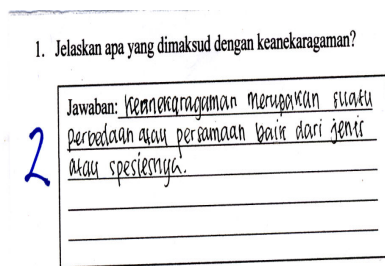 1. Jelaskan apa yang dimaksud dengan keanekaragaman?
Jawaban: Keanekaragaman merupakan suatu
perbedaan atau persamaan baik dari jenis
atau spesiesnya.
2